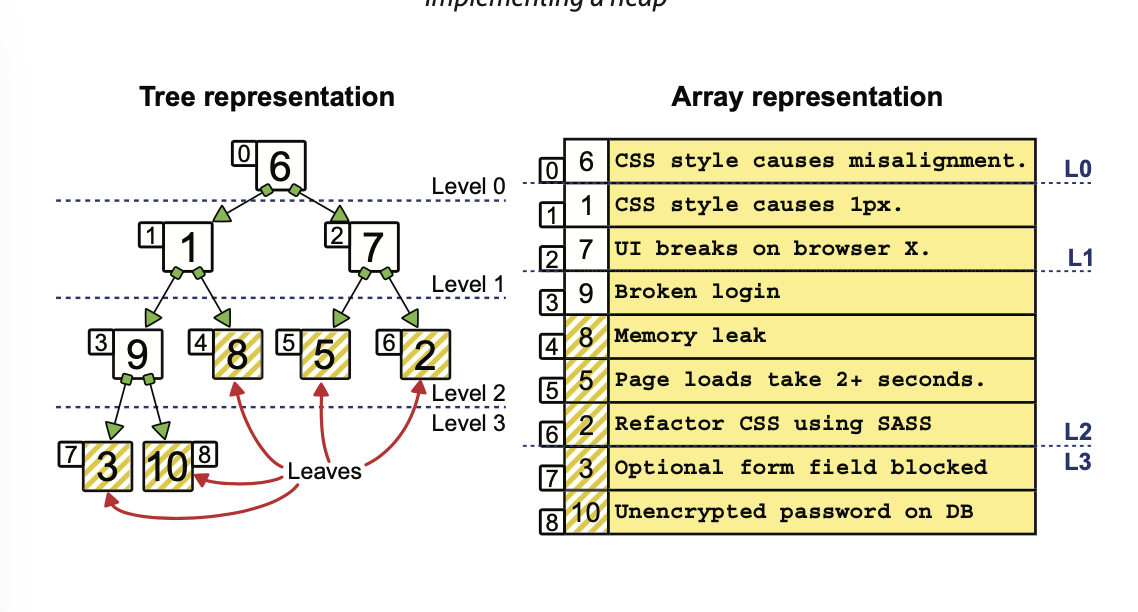 Implementing a heap
Tree representation
0 6
Level 0
1 1
2 7
Level 1
3 9
4 8
5 5
6 2
Level 2
Level 3
7 3
10 8
Leaves
Array representation
0 6 CSS style causes misalignment. L0
1 1 CSS style causes 1px.
2 7 UI breaks on browser X. L1
3 9 Broken login
4 8 Memory leak
5 5 Page loads take 2+ seconds.
6 2 Refactor CSS using SASS L2
7 3 Optional form field blocked L3
8 10 Unencrypted password on DB